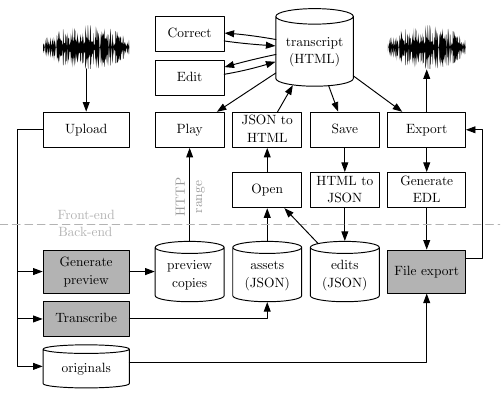 Correct
transcript
(HTML)
Edit
Upload
Play
JSON to
HTML
Save
Export
HTTP
range
Open
HTML to
JSON
Generate
EDL
Front-end
Back-end
Generate
preview
preview
copies
assets
(JSON)
edits
(JSON)
File export
Transcribe
originals